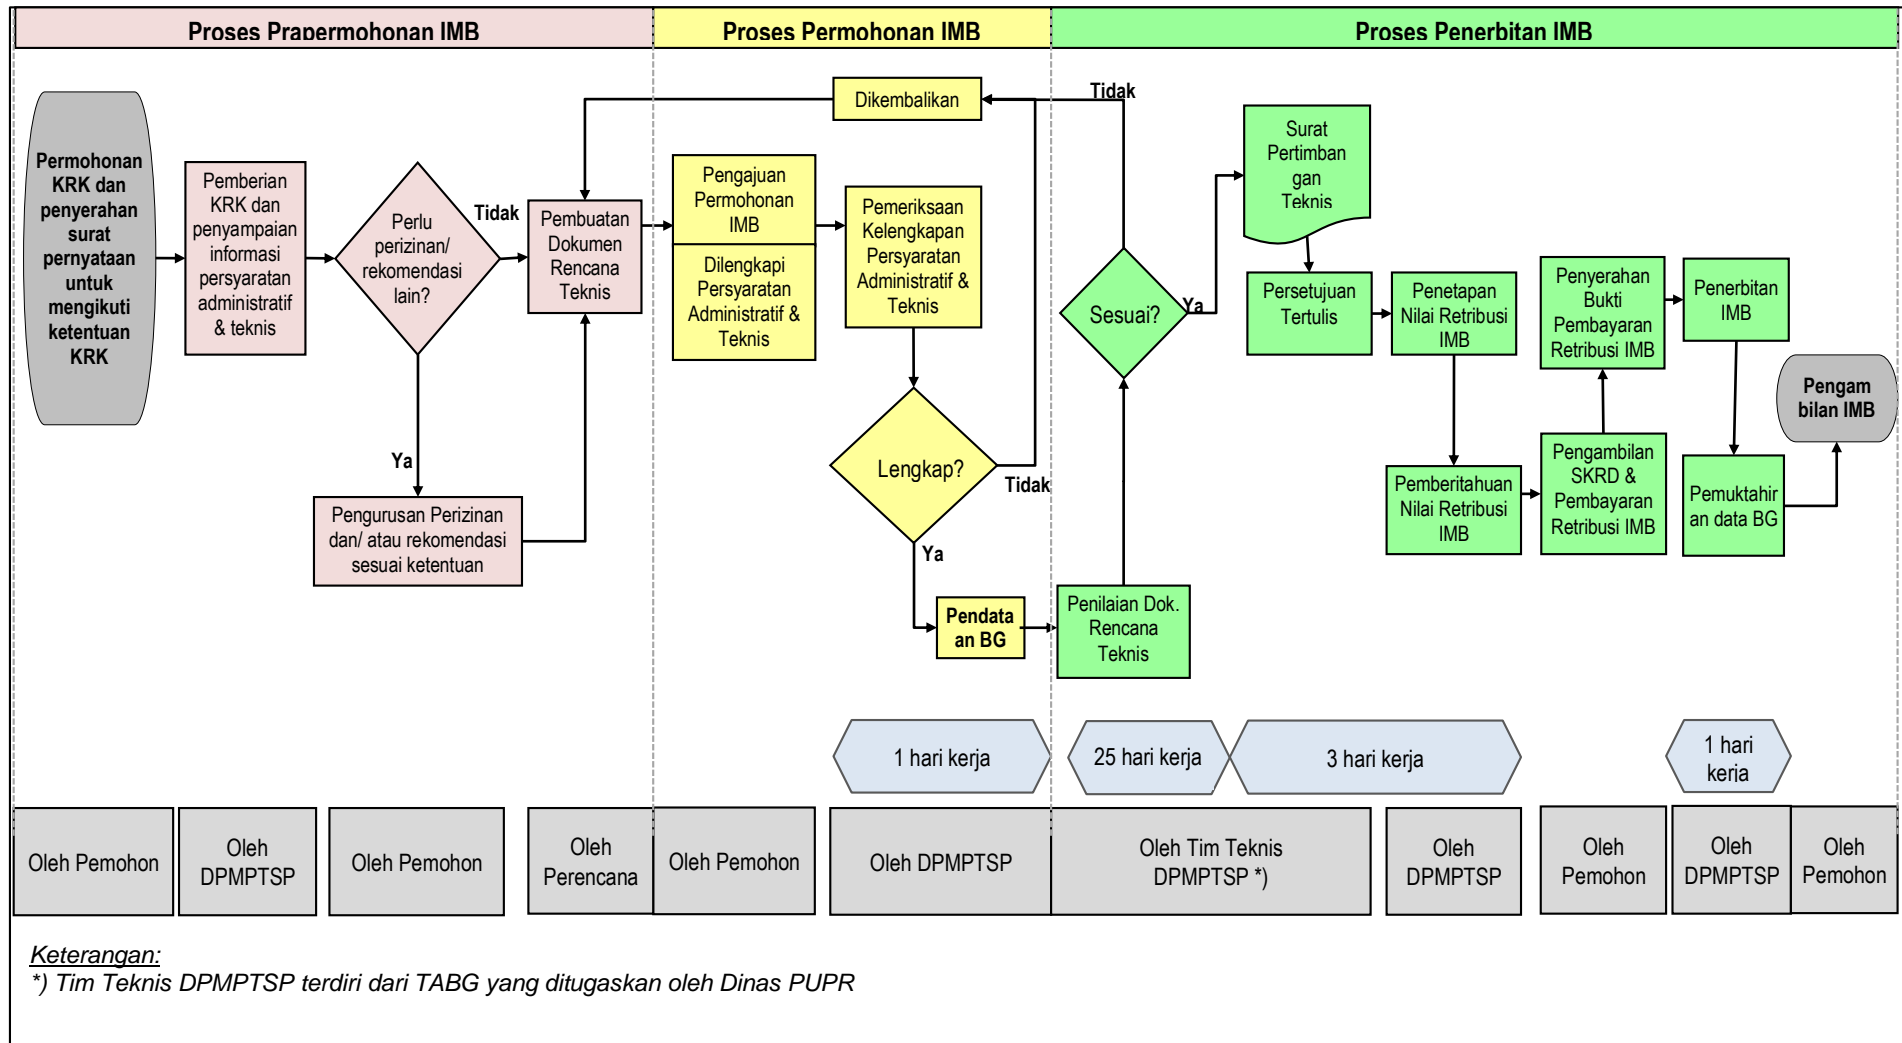 Proses Prapermohonan IMB
Proses Permohonan IMB
Proses Penerbitan IMB
Permohonan
KRK dan
penyerahan
surat
pernyataan
untuk
mengikuti
ketentuan
KRK
Pemberian
KRK dan
penyampaian
informasi
persyaratan
administratif
& teknis
Perlu
perizinan/
rekomendasi
lain?
Tidak
Ya
Pengurusan Perizinan
dan/ atau rekomendasi
sesuai ketentuan
Pembuatan
Dokumen
Rencana
Teknis
Dikembalikan
Pengajuan
Permohonan
IMB
Dilengkapi
Persyaratan
Administratif &
Teknis
Pemeriksaan
Kelengkapan
Persyaratan
Administratif &
Teknis
Lengkap?
Tidak
Ya
Pendata
an BG
Penilaian Dok.
Rencana
Teknis
Sesuai?
Tidak
Ya
Surat
Pertimban
gan
Teknis
Persetujuan
Tertulis
Penetapan
Nilai Retribusi
IMB
Pemberitahuan
Nilai Retribusi
IMB
Pengambilan
SKRD &
Pembayaran
Retribusi IMB
Penyerahan
Bukti
Pembayaran
Retribusi IMB
Penerbitan
IMB
Pemuktahir
an data BG
Pengam
bilan IMB
1 hari kerja
25 hari kerja
3 hari kerja
1 hari
kerja
Oleh Pemohon
Oleh
DPMPTSP
Oleh Pemohon
Oleh
Perencana
Oleh Pemohon
Oleh DPMPTSP
Oleh Tim Teknis
DPMPTSP *)
Oleh
DPMPTSP
Oleh
Pemohon
Oleh
DPMPTSP
Oleh
Pemohon
Keterangan:
*) Tim Teknis DPMPTSP terdiri dari TABG yang ditugaskan oleh Dinas PUPR